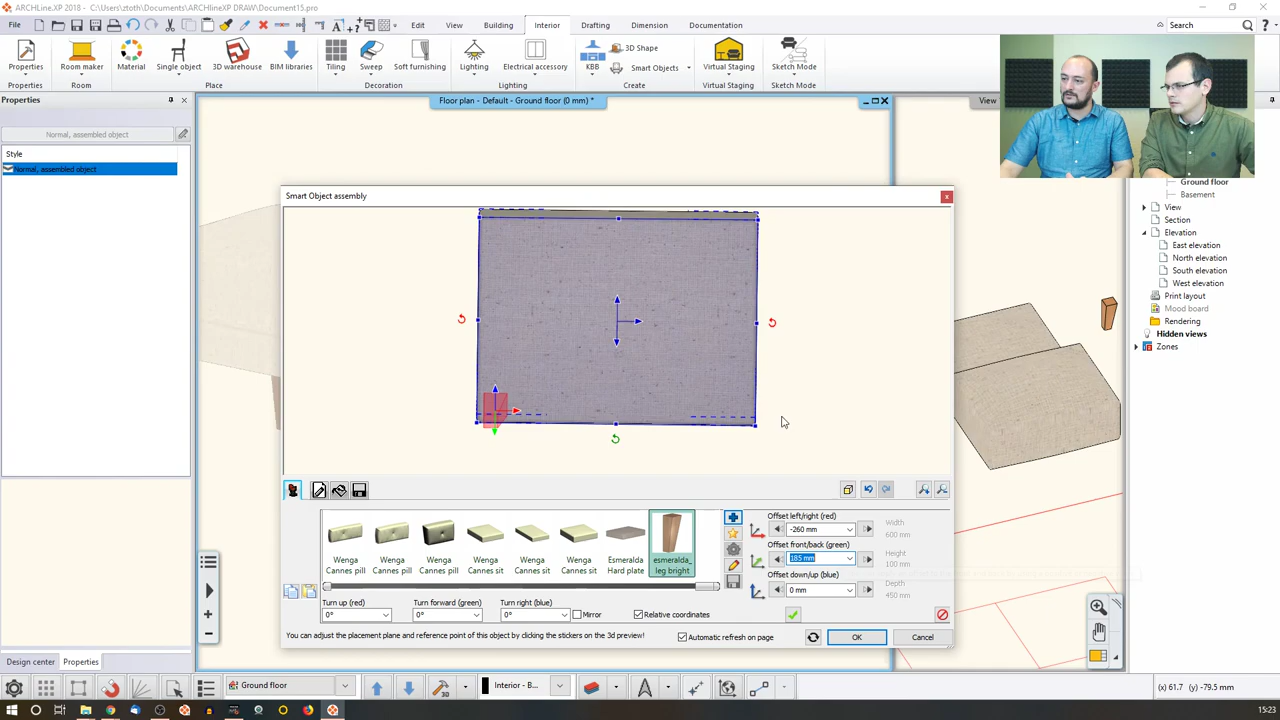 ARCHLine.XP 2018 - C:\Users\ztoth\Documents\ARCHlineXP DRAW\Document15.pro
File
Edit
View
Building
Interior
Drafting
Dimension
Documentation
Search
Properties
Room maker
Material
Single object
3D warehouse
BIM libraries
Tiling
Sweep
Soft furnishing
Lighting
Electrical accessory
KBB
3D Shape
Smart Objects
Virtual Staging
Sketch Mode
Properties
Room
Place
Decoration
Lighting
Create
Virtual Staging
Sketch Mode
Properties
Floor plan - Default - Ground floor (0 mm) *
View
Normal, assembled object
Style
Normal, assembled object
Smart Object assembly
Ground floor
Basement
View
Section
Elevation
East elevation
North elevation
South elevation
West elevation
Print layout
Mood board
Rendering
Hidden views
Zones
Wenga Cannes pill
Wenga Cannes pill
Wenga Cannes pill
Wenga Cannes sit
Wenga Cannes sit
Wenga Cannes sit
Esmeralda Hard plate
esmeralda_ leg bright
Offset left/right (red)
-260 mm
Offset front/back (green)
185 mm
Offset down/up (blue)
0 mm
Width
600 mm
Height
100 mm
Depth
450 mm
Turn up (red)
0°
Turn forward (green)
0°
Turn right (blue)
0°
Mirror
Relative coordinates
You can adjust the placement plane and reference point of this object by clicking the stickers on the 3d preview!
Automatic refresh on page
OK
Cancel
Design center
Properties
Ground floor
3D
Interior - B...
(x) 61.7 (y) -79.5 mm
15:23